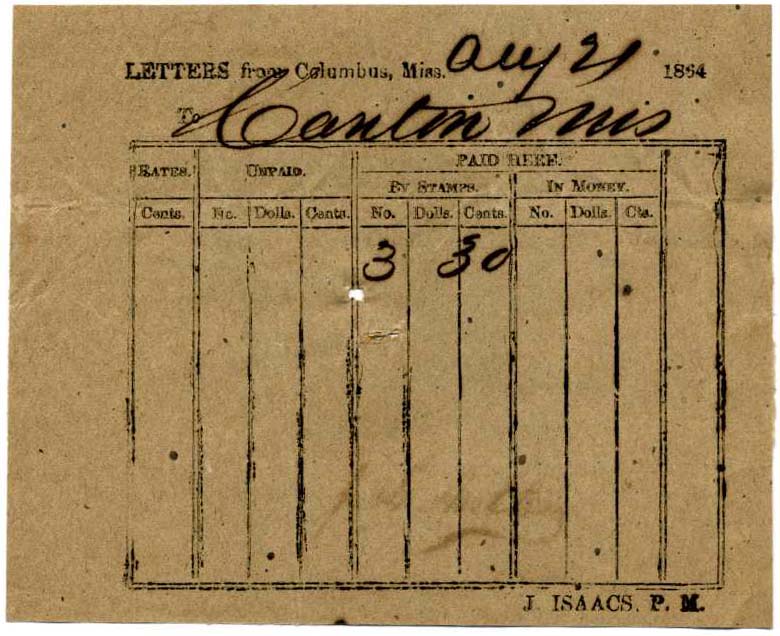 LETTERS from Columbus, Miss. Aug 21 1864
To Canton Mis
RATES. UNPAID. PAID HERE.
BY STAMPS. IN MONEY.
Cents. No. Dolls. Cents. No. Dolls. Cents. No. Dolls. Cts.
3 30
J. ISAACS, P. M.